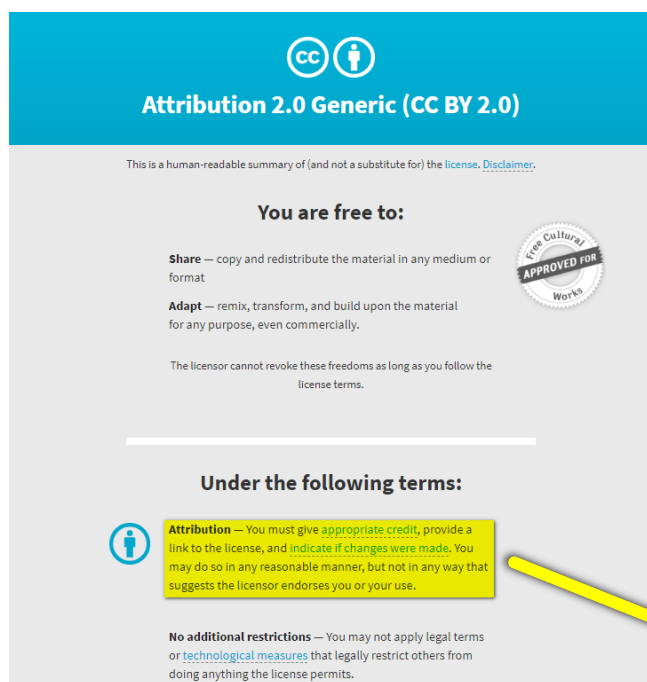 cc
Attribution 2.0 Generic (CC BY 2.0)
This is a human-readable summary of (and not a substitute for) the license. Disclaimer.
You are free to:
Share — copy and redistribute the material in any medium or
format
Adapt — remix, transform, and build upon the material
for any purpose, even commercially.
Free Cultural
APPROVED FOR
Works
The licensor cannot revoke these freedoms as long as you follow the
license terms.
Under the following terms:
Attribution — You must give appropriate credit, provide a
link to the license, and indicate if changes were made. You
may do so in any reasonable manner, but not in any way that
suggests the licensor endorses you or your use.
No additional restrictions — You may not apply legal terms
or technological measures that legally restrict others from
doing anything the license permits.